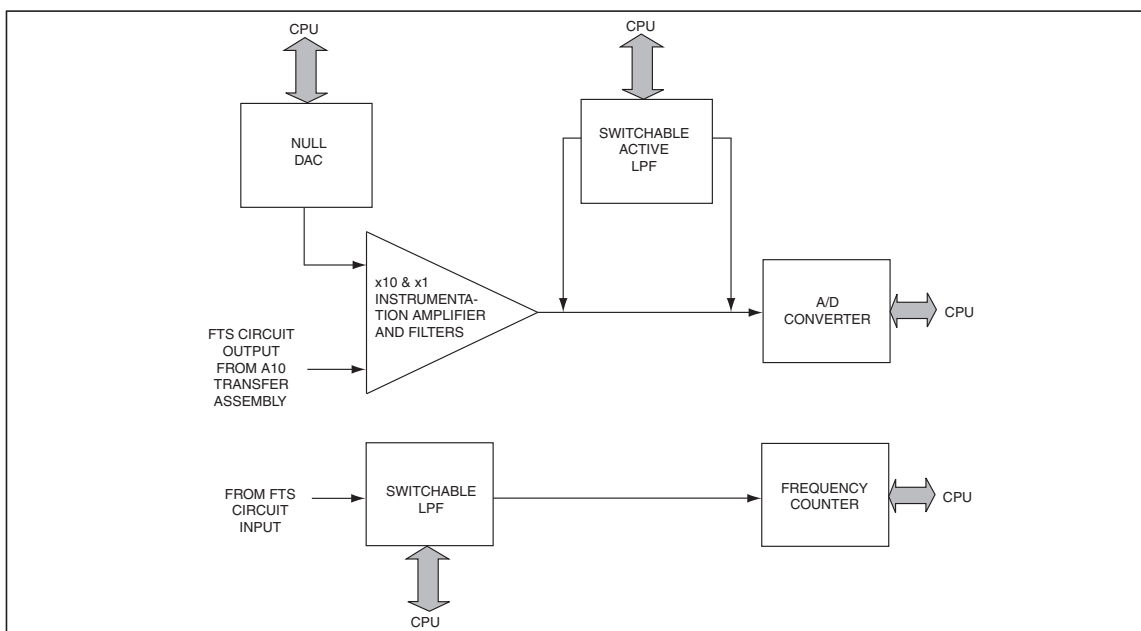 CPU
CPU
NULL
DAC
SWITCHABLE
ACTIVE
LPF
x10 & x1
INSTRUMENTA-
TION AMPLIFIER
AND FILTERS
A/D
CONVERTER
CPU
FTS CIRCUIT
OUTPUT
FROM A10
TRANSFER
ASSEMBLY
FROM FTS
CIRCUIT
INPUT
SWITCHABLE
LPF
FREQUENCY
COUNTER
CPU
CPU